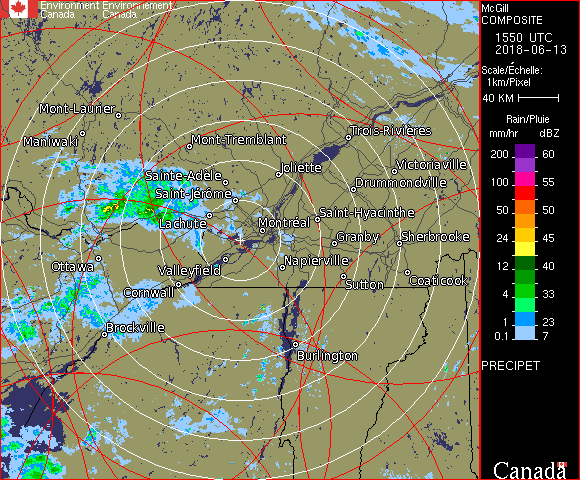 Environment Environnement
Canada Canada
McGill
COMPOSITE
1550 UTC
2018-06-13
Scale/Échelle:
1km/Pixel
40 KM
Rain/Pluie
mm/hr dBZ
200 60
100 55
50 50
24 45
12 40
4 33
1 23
0.1 7
PRECIPET
Canada
Mont-Laurier
Maniwaki
Mont-Tremblant
Trois-Rivières
Joliette
Victoriaville
Sainte-Adèle
Drummondville
Saint-Jérôme
Saint-Hyacinthe
Lachute
Montréal
Granby
Sherbrooke
Ottawa
Valleyfield
Napierville
Cornwall
Sutton
Coaticook
Brockville
Burlington